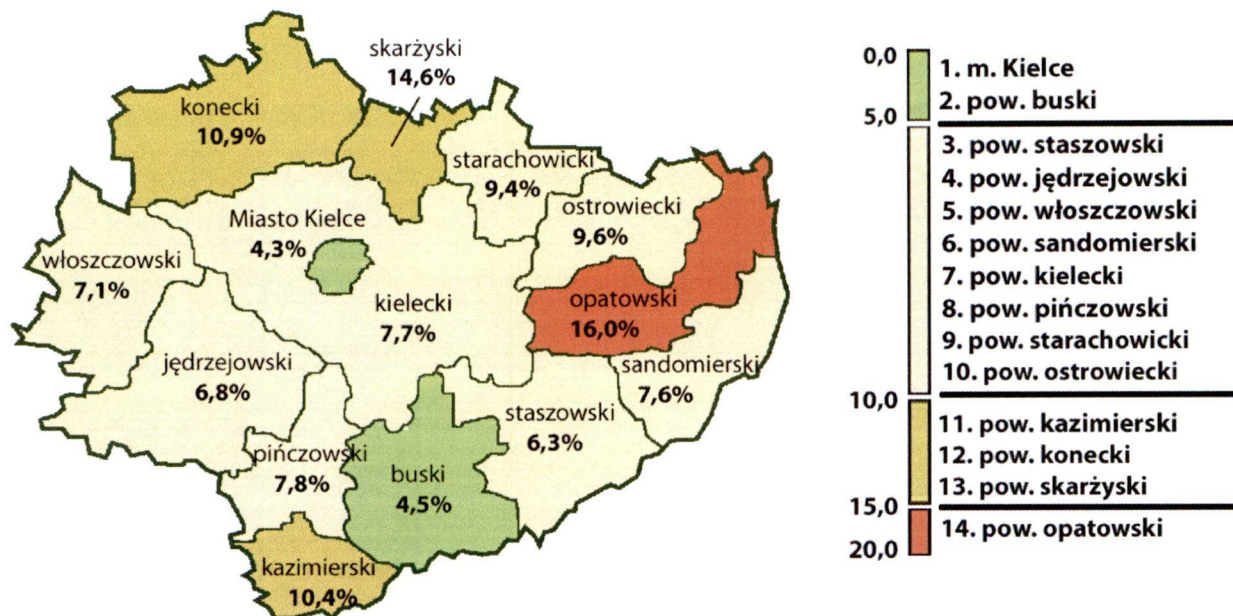 skarżyski
14,6%
konecki
10,9%
starachowicki
9,4%
Miasto Kielce
4,3%
ostrowiecki
9,6%
włoszczowski
7,1%
kielecki
7,7%
opatowski
16,0%
jędrzejowski
6,8%
sandomierski
7,6%
staszowski
6,3%
pińczowski
7,8%
buski
4,5%
kazimierski
10,4%
0,0
1. m. Kielce
2. pow. buski
5,0
3. pow. staszowski
4. pow. jędrzejowski
5. pow. włoszczowski
6. pow. sandomierski
7. pow. kielecki
8. pow. pińczowski
9. pow. starachowicki
10. pow. ostrowiecki
10,0
11. pow. kazimierski
12. pow. konecki
13. pow. skarżyski
15,0
14. pow. opatowski
20,0